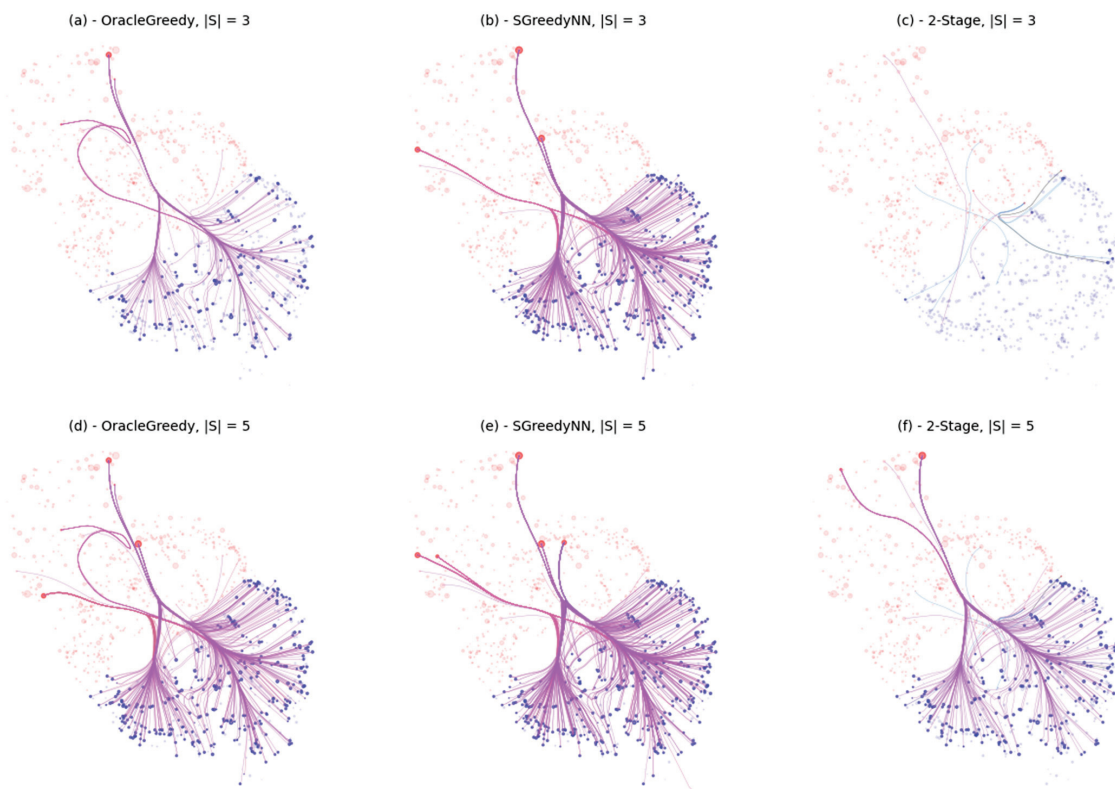 (a) - OracleGreedy, |S| = 3
(b) - SGreedyNN, |S| = 3
(c) - 2-Stage, |S| = 3
(d) - OracleGreedy, |S| = 5
(e) - SGreedyNN, |S| = 5
(f) - 2-Stage, |S| = 5